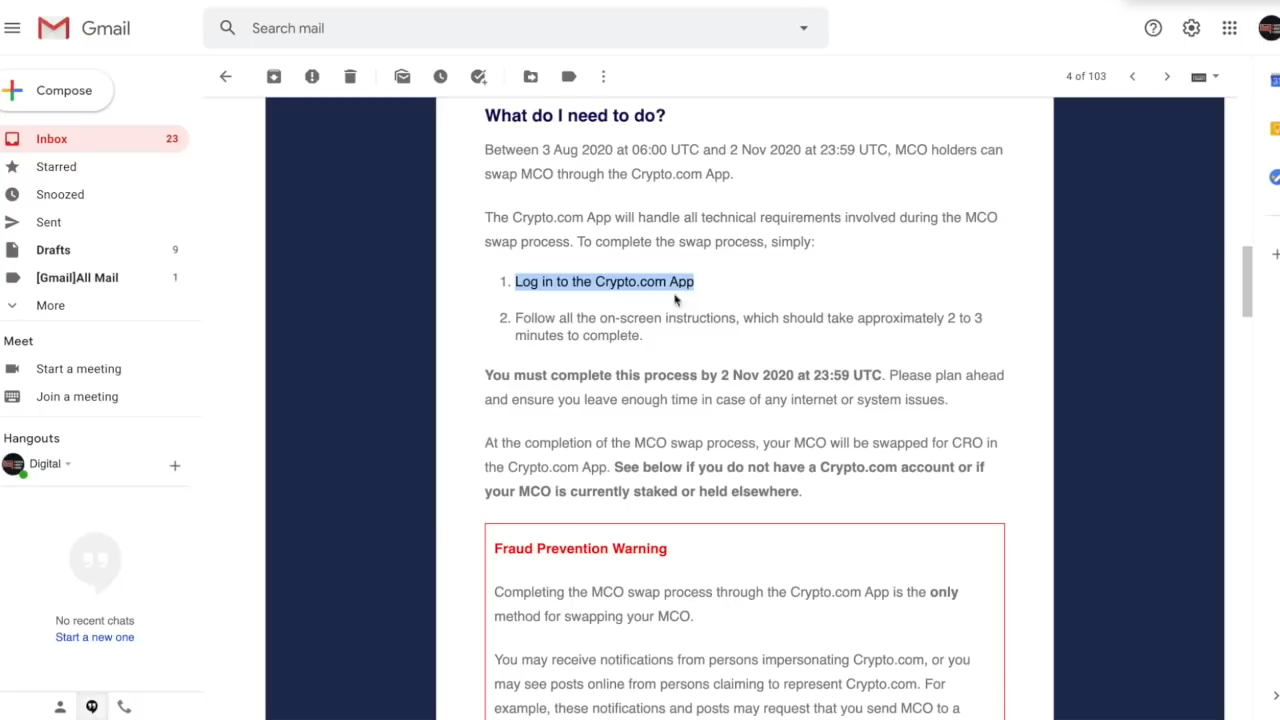 Gmail
Search mail
Compose
4 of 103
Inbox 23
Starred
Snoozed
Sent
Drafts 9
[Gmail]All Mail 1
More
Meet
Start a meeting
Join a meeting
Hangouts
Digital
No recent chats
Start a new one
What do I need to do?
Between 3 Aug 2020 at 06:00 UTC and 2 Nov 2020 at 23:59 UTC, MCO holders can
swap MCO through the Crypto.com App.
The Crypto.com App will handle all technical requirements involved during the MCO
swap process. To complete the swap process, simply:
1. Log in to the Crypto.com App
2. Follow all the on-screen instructions, which should take approximately 2 to 3
minutes to complete.
You must complete this process by 2 Nov 2020 at 23:59 UTC. Please plan ahead
and ensure you leave enough time in case of any internet or system issues.
At the completion of the MCO swap process, your MCO will be swapped for CRO in
the Crypto.com App. See below if you do not have a Crypto.com account or if
your MCO is currently staked or held elsewhere.
Fraud Prevention Warning
Completing the MCO swap process through the Crypto.com App is the only
method for swapping your MCO.
You may receive notifications from persons impersonating Crypto.com, or you
may see posts online from persons claiming to represent Crypto.com. For
example, these notifications and posts may request that you send MCO to a